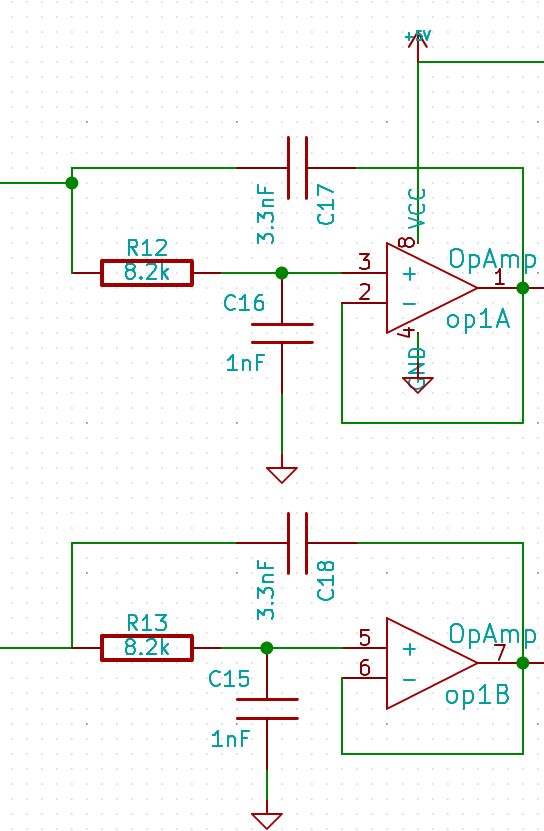 +5V
3.3nF
C17
VCC
R12
8.2k
8
OpAmp
3
+
1
2
−
C16
op1A
4
1nF
GND
3.3nF
C18
R13
8.2k
OpAmp
5
+
7
6
−
C15
op1B
1nF